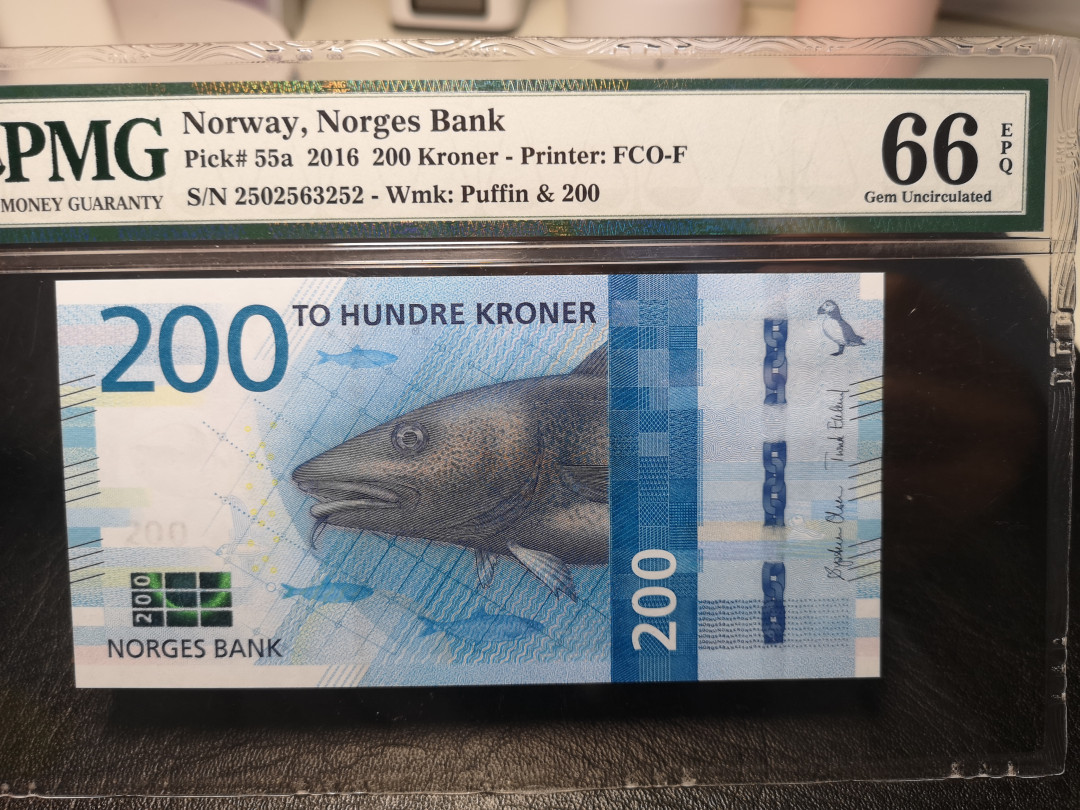 PMG
MONEY GUARANTY
Norway, Norges Bank
Pick# 55a 2016 200 Kroner - Printer: FCO-F
S/N 2502563252 - Wmk: Puffin & 200
66
EPQ
Gem Uncirculated
200 TO HUNDRE KRONER
200
200
NORGES BANK
200